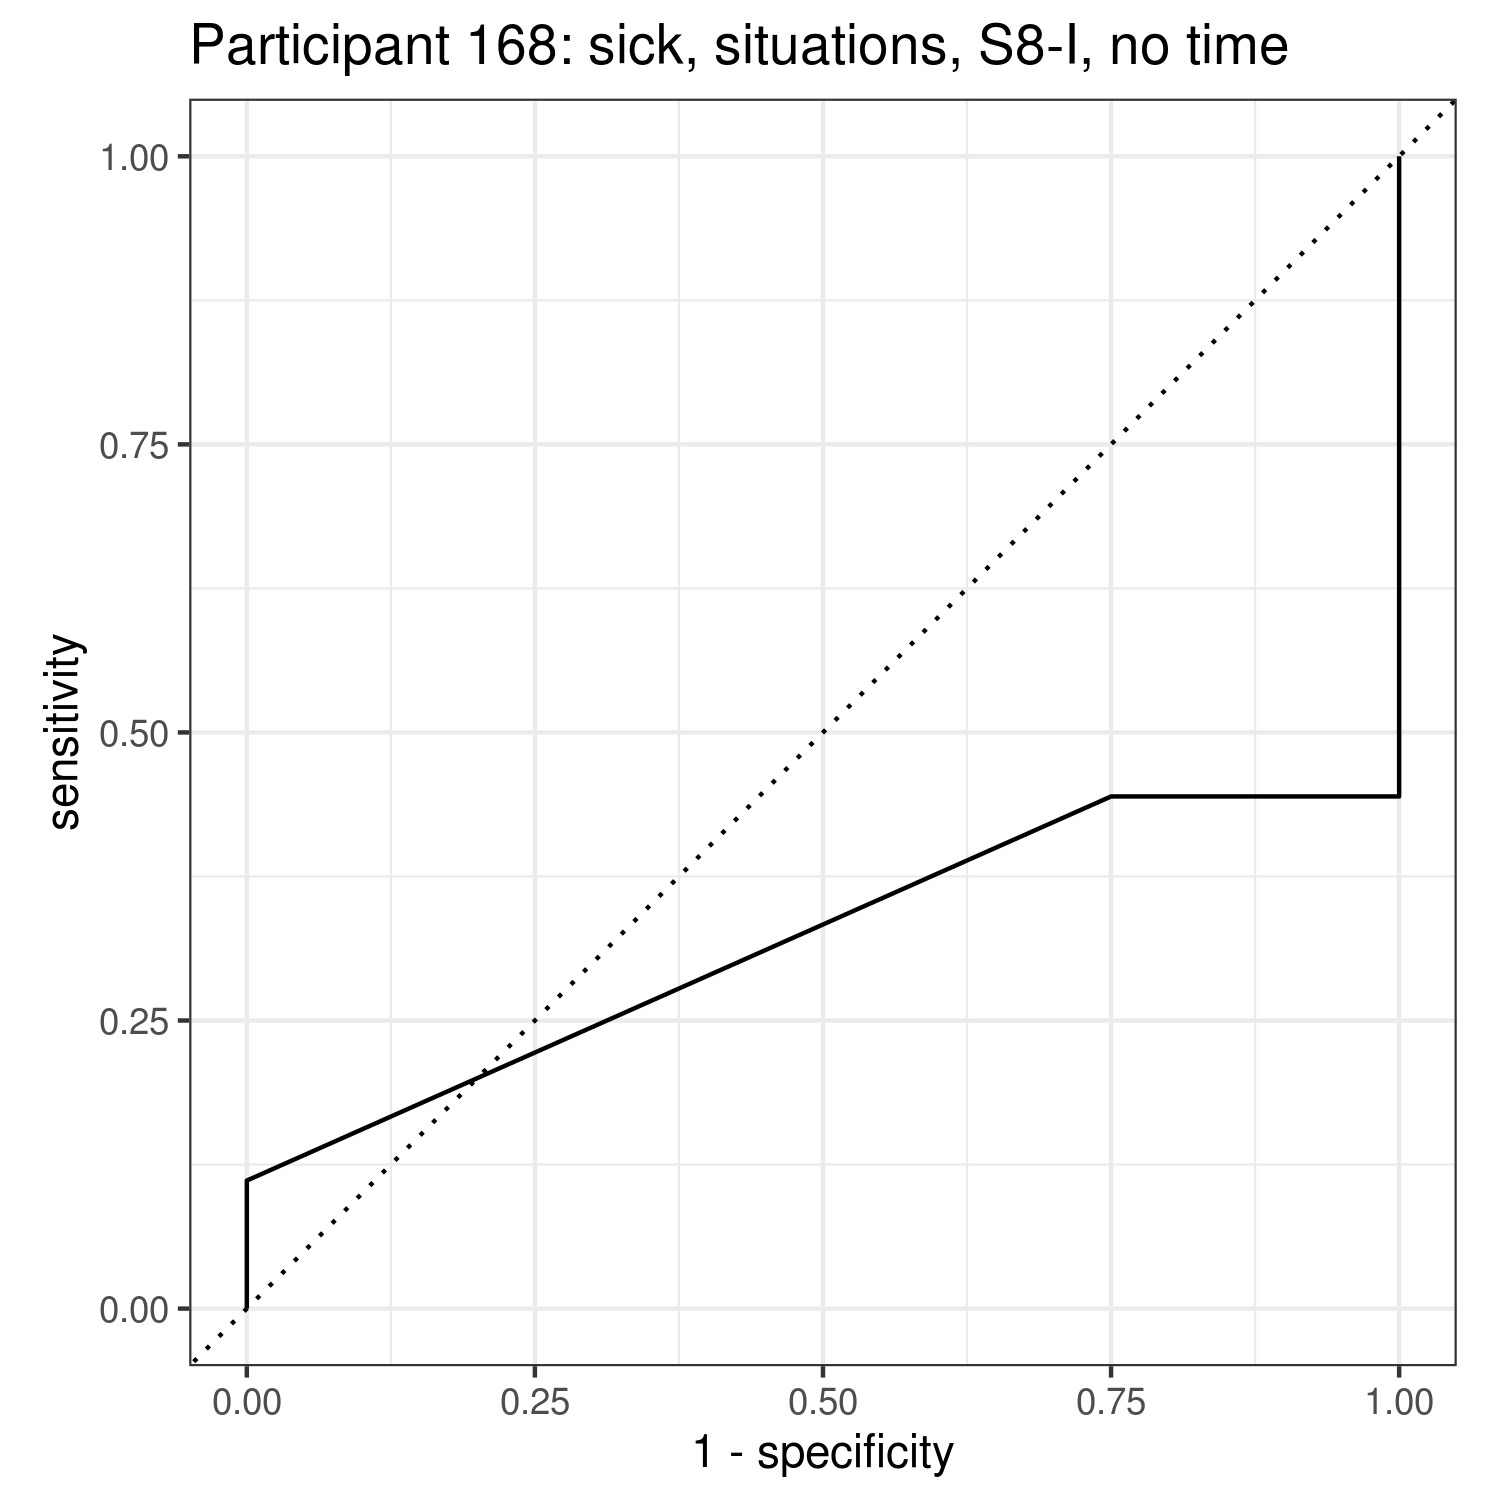 Participant 168: sick, situations, S8-I, no time
1.00
0.75
0.50
0.25
0.00
sensitivity
0.00 0.25 0.50 0.75 1.00
1 - specificity